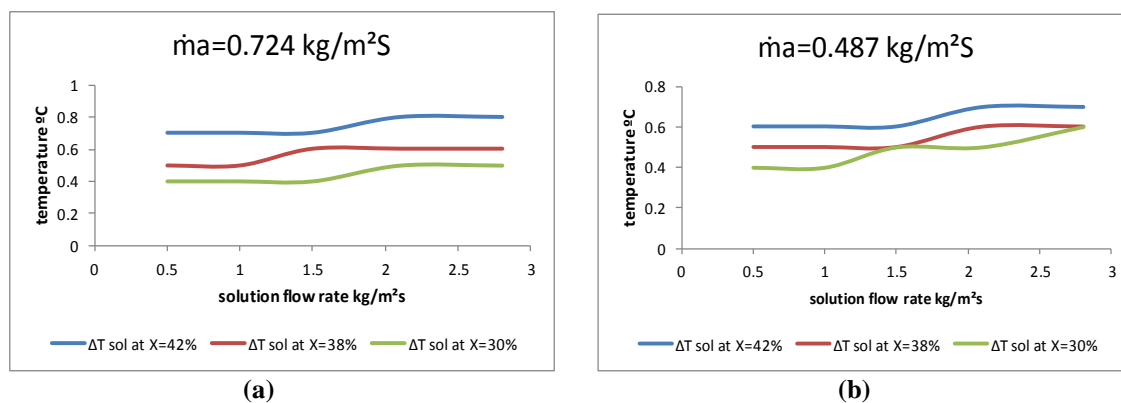 ṁa=0.724 kg/m²S
1
0.8
0.6
0.4
0.2
0
0 0.5 1 1.5 2 2.5 3
temperature ºC
solution flow rate kg/m²s
ΔT sol at X=42% ΔT sol at X=38% ΔT sol at X=30%
(a)
ṁa=0.487 kg/m²S
0.8
0.6
0.4
0.2
0
0 0.5 1 1.5 2 2.5 3
temperature ºC
solution flow rate kg/m²s
ΔT sol at X=42% ΔT sol at X=38% ΔT sol at X=30%
(b)